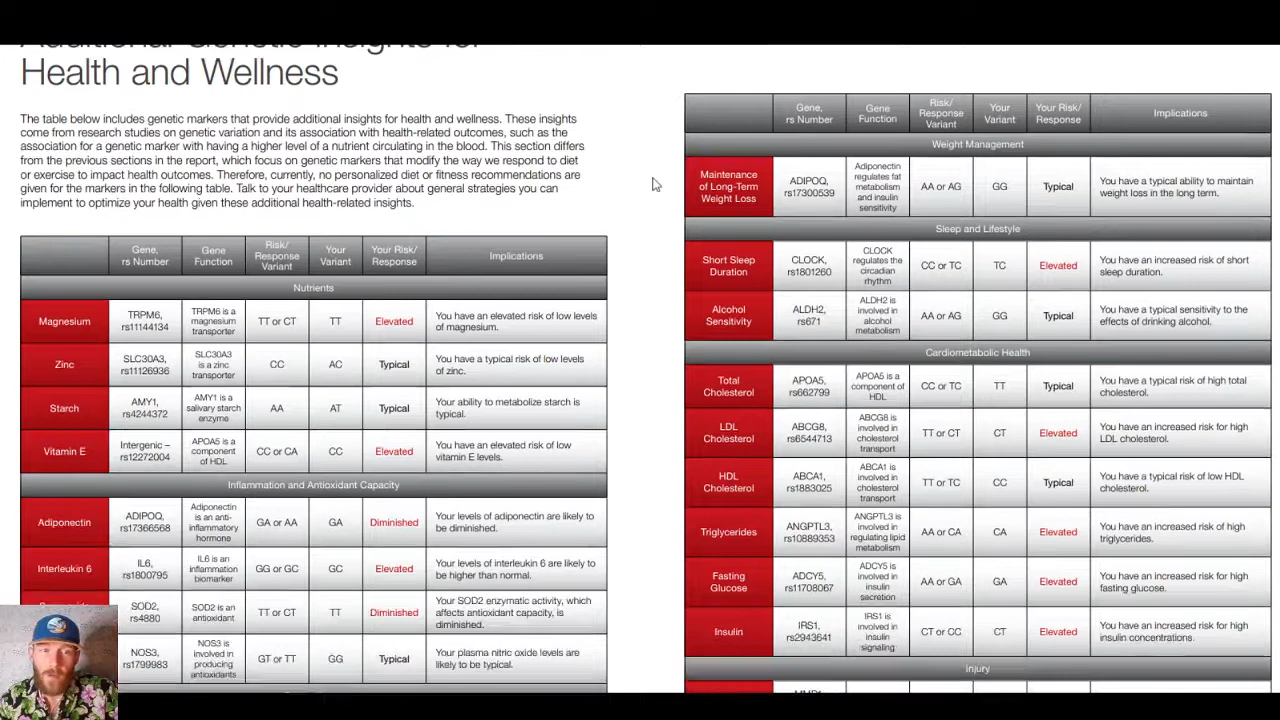 Additional Genetic Insights for
Health and Wellness
The table below includes genetic markers that provide additional insights for health and wellness. These insights
come from research studies on genetic variation and its association with health-related outcomes, such as the
association for a genetic marker with having a higher level of a nutrient circulating in the blood. This section differs
from the previous sections in the report, which focus on genetic markers that modify the way we respond to diet
or exercise to impact health outcomes. Therefore, currently, no personalized diet or fitness recommendations are
given for the markers in the following table. Talk to your healthcare provider about general strategies you can
implement to optimize your health given these additional health-related insights.
Gene,
rs Number
Gene
Function
Risk/
Response
Variant
Your
Variant
Your Risk/
Response
Implications
Nutrients
Magnesium
TRPM6,
rs11144134
TRPM6 is a
magnesium
transporter
TT or CT
TT
Elevated
You have an elevated risk of low levels
of magnesium.
Zinc
SLC30A3,
rs11126936
SLC30A3
is a zinc
transporter
CC
AC
Typical
You have a typical risk of low levels
of zinc.
Starch
AMY1,
rs4244372
AMY1 is a
salivary starch
enzyme
AA
AT
Typical
Your ability to metabolize starch is
typical.
Vitamin E
Intergenic –
rs12272004
APOA5 is a
component
of HDL
CC or CA
CC
Elevated
You have an elevated risk of low
vitamin E levels.
Inflammation and Antioxidant Capacity
Adiponectin
ADIPOQ,
rs17366568
Adiponectin
is an anti-
inflammatory
hormone
GA or AA
GA
Diminished
Your levels of adiponectin are likely to
be diminished.
Interleukin 6
IL6,
rs1800795
IL6 is an
inflammation
biomarker
GG or GC
GC
Elevated
Your levels of interleukin 6 are likely to
be higher than normal.
SOD2,
rs4880
SOD2 is an
antioxidant
TT or CT
TT
Diminished
Your SOD2 enzymatic activity, which
affects antioxidant capacity, is
diminished.
NOS3,
rs1799983
NOS3 is
involved in
producing
antioxidants
GT or TT
GG
Typical
Your plasma nitric oxide levels are
likely to be typical.
Gene,
rs Number
Gene
Function
Risk/
Response
Variant
Your
Variant
Your Risk/
Response
Implications
Weight Management
Maintenance
of Long-Term
Weight Loss
ADIPOQ,
rs17300539
Adiponectin
regulates fat
metabolism
and insulin
sensitivity
AA or AG
GG
Typical
You have a typical ability to maintain
weight loss in the long term.
Sleep and Lifestyle
Short Sleep
Duration
CLOCK,
rs1801260
CLOCK
regulates the
circadian
rhythm
CC or TC
TC
Elevated
You have an increased risk of short
sleep duration.
Alcohol
Sensitivity
ALDH2,
rs671
ALDH2 is
involved in
alcohol
metabolism
AA or AG
GG
Typical
You have a typical sensitivity to the
effects of drinking alcohol.
Cardiometabolic Health
Total
Cholesterol
APOA5,
rs662799
APOA5 is a
component of
HDL
CC or TC
TT
Typical
You have a typical risk of high total
cholesterol.
LDL
Cholesterol
ABCG8,
rs6544713
ABCG8 is
involved in
cholesterol
transport
TT or CT
CT
Elevated
You have an increased risk for high
LDL cholesterol.
HDL
Cholesterol
ABCA1,
rs1883025
ABCA1 is
involved in
cholesterol
transport
TT or TC
CC
Typical
You have a typical risk of low HDL
cholesterol.
Triglycerides
ANGPTL3,
rs10889353
ANGPTL3 is
involved in
regulating lipid
metabolism
AA or CA
CA
Elevated
You have an increased risk of high
triglycerides.
Fasting
Glucose
ADCY5,
rs11708067
ADCY5 is
involved in
insulin
secretion
AA or GA
GA
Elevated
You have an increased risk for high
fasting glucose.
Insulin
IRS1,
rs2943641
IRS1 is
involved in
insulin
signaling
CT or CC
CT
Elevated
You have an increased risk for high
insulin concentrations.
Injury